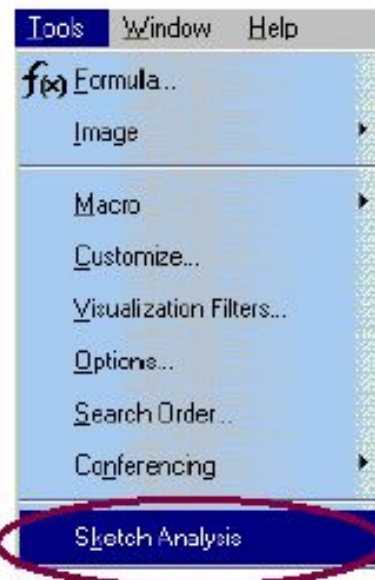 Tools Window Help
f(x) Formula...
Image
Macro
Customize...
Visualization Filters...
Options...
Search Order...
Conferencing
Sketch Analysis